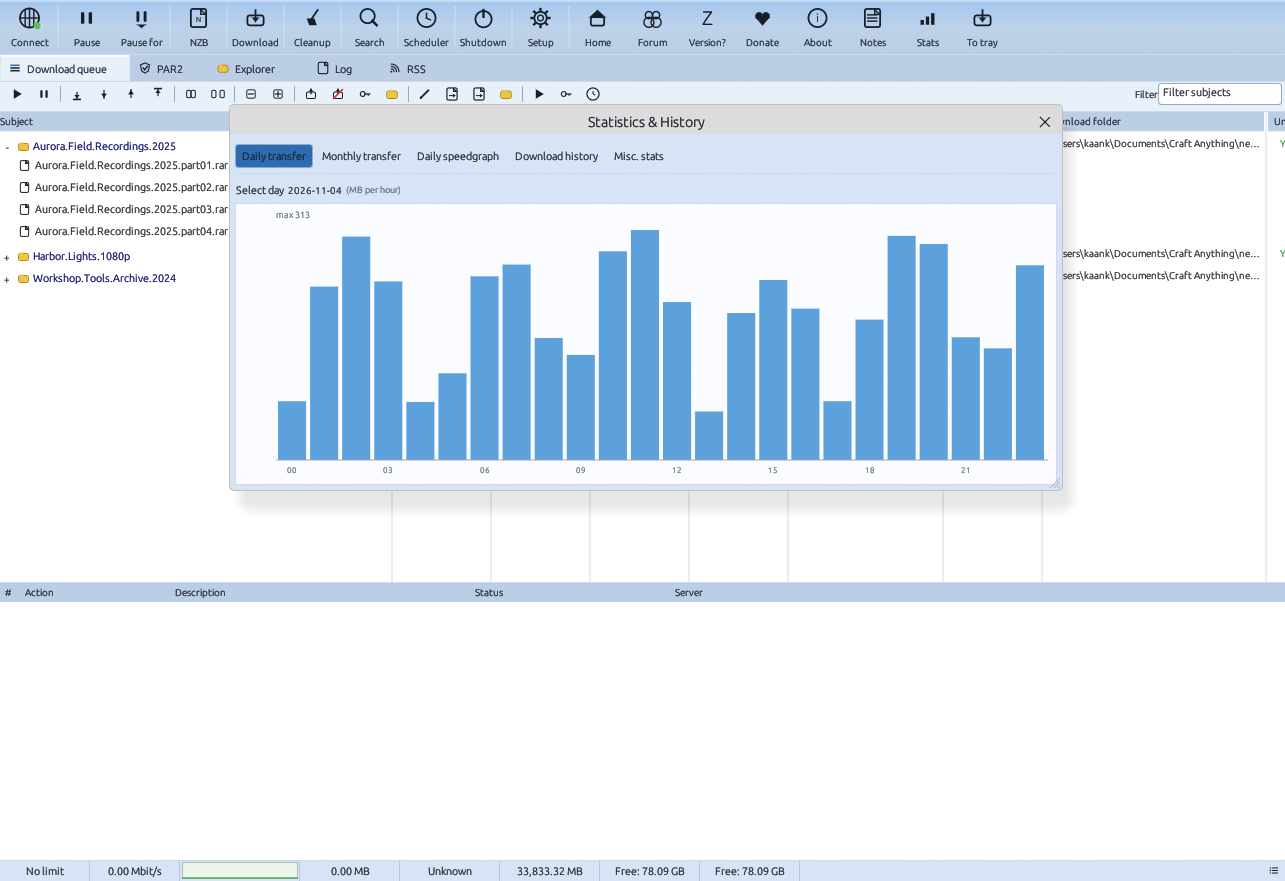 Connect Pause Pause for NZB Download Cleanup Search Scheduler Shutdown Setup Home Forum Version? Donate About Notes Stats To tray
Download queue PAR2 Explorer Log RSS
Filter Filter subjects
Statistics & History
Subject nload folder Un
Aurora.Field.Recordings.2025 sers\kaank\Documents\Craft Anything\ne... Y
Aurora.Field.Recordings.2025.part01.rar
Aurora.Field.Recordings.2025.part02.rar
Aurora.Field.Recordings.2025.part03.rar
Aurora.Field.Recordings.2025.part04.rar
Harbor.Lights.1080p sers\kaank\Documents\Craft Anything\ne... Y
Workshop.Tools.Archive.2024 sers\kaank\Documents\Craft Anything\ne...
Daily transfer Monthly transfer Daily speedgraph Download history Misc. stats
Select day 2026-11-04 (MB per hour)
max 313
00 03 06 09 12 15 18 21
# Action Description Status Server
No limit 0.00 Mbit/s 0.00 MB Unknown 33,833.32 MB Free: 78.09 GB Free: 78.09 GB